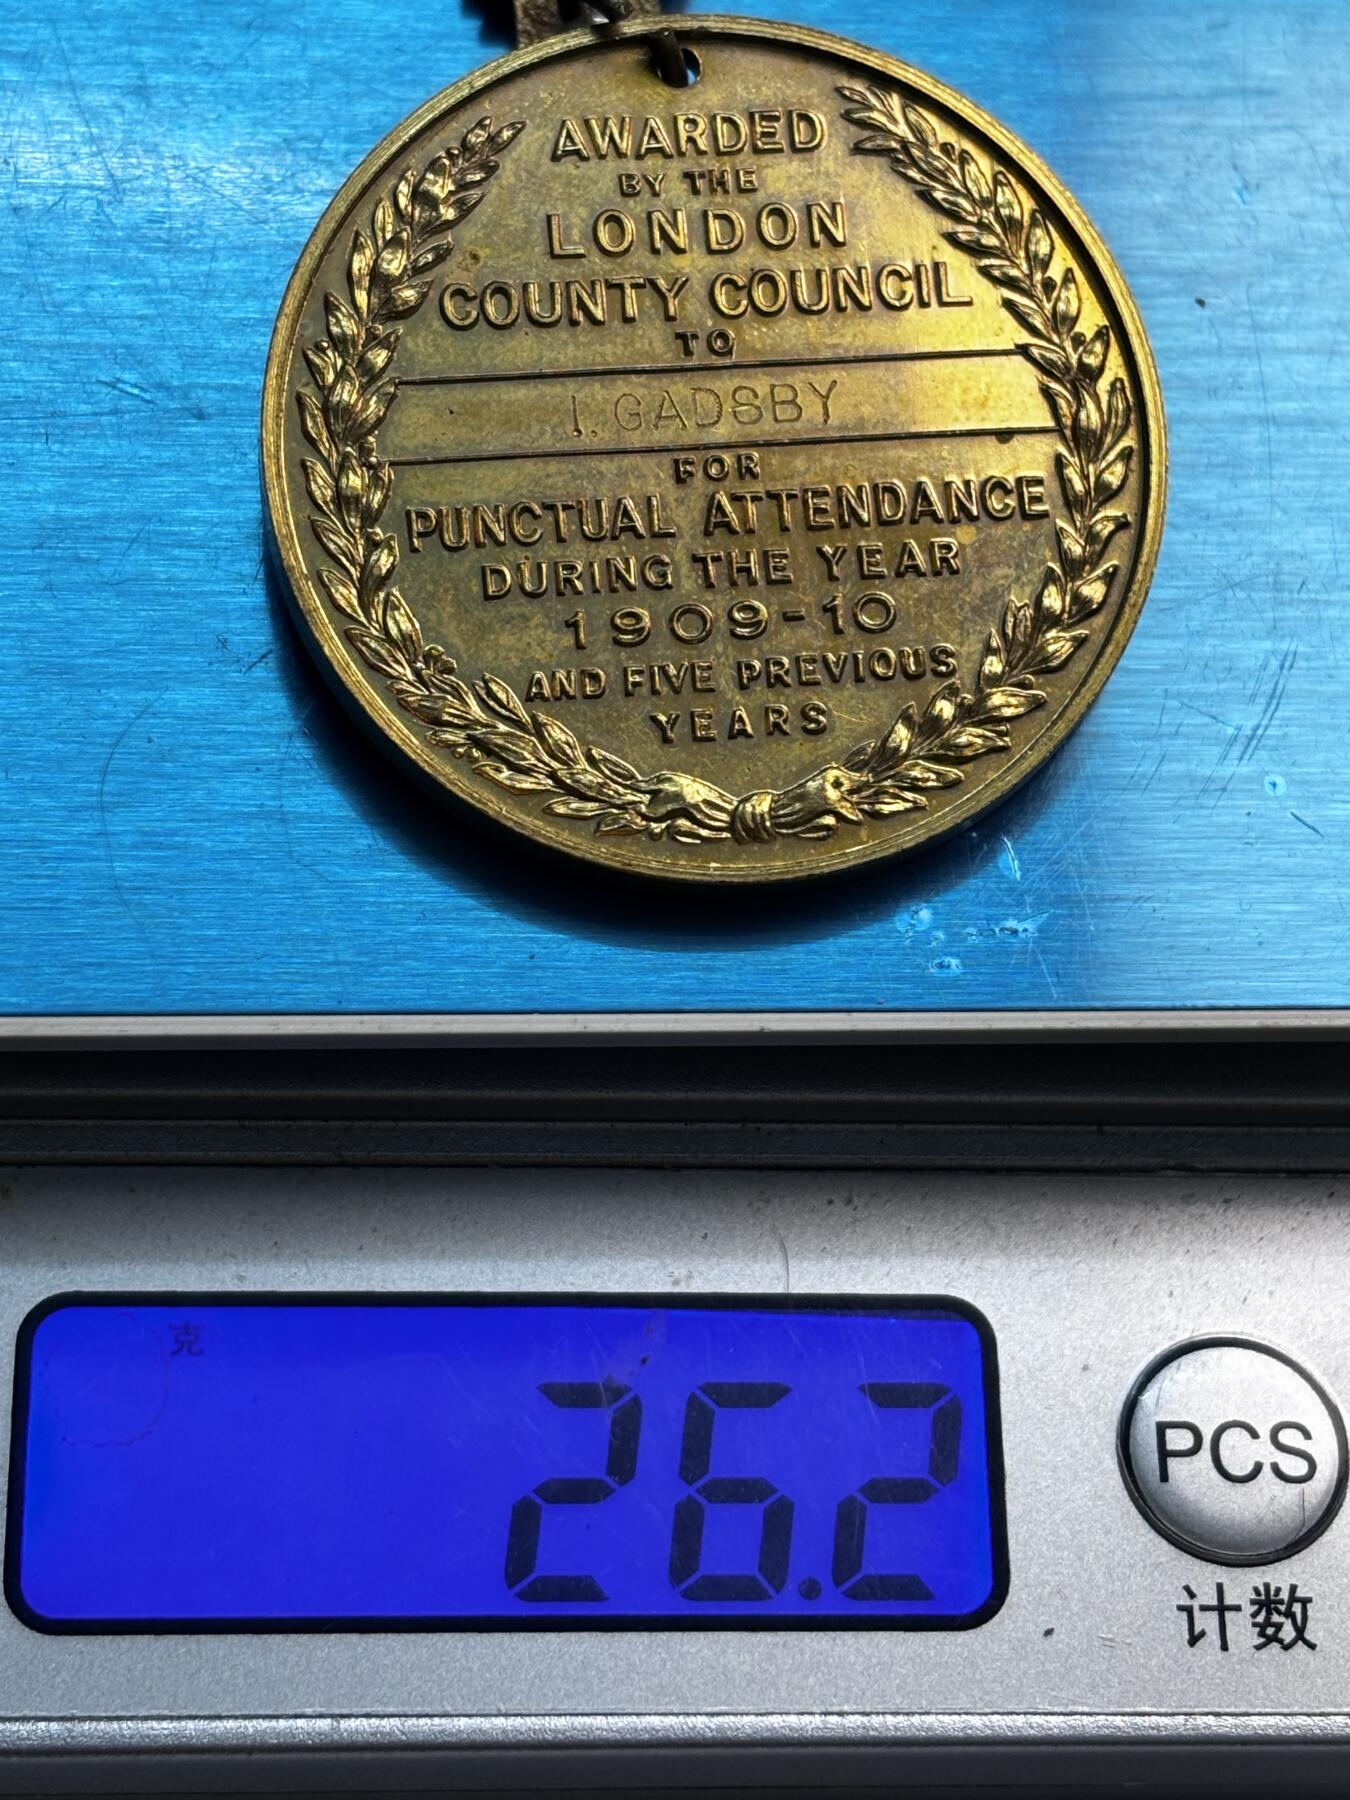 AWARDED
BY THE
LONDON
COUNTY COUNCIL
TO
I. GADSBY
FOR
PUNCTUAL ATTENDANCE
DURING THE YEAR
1909-10
AND FIVE PREVIOUS
YEARS
克
26.2
PCS
计数